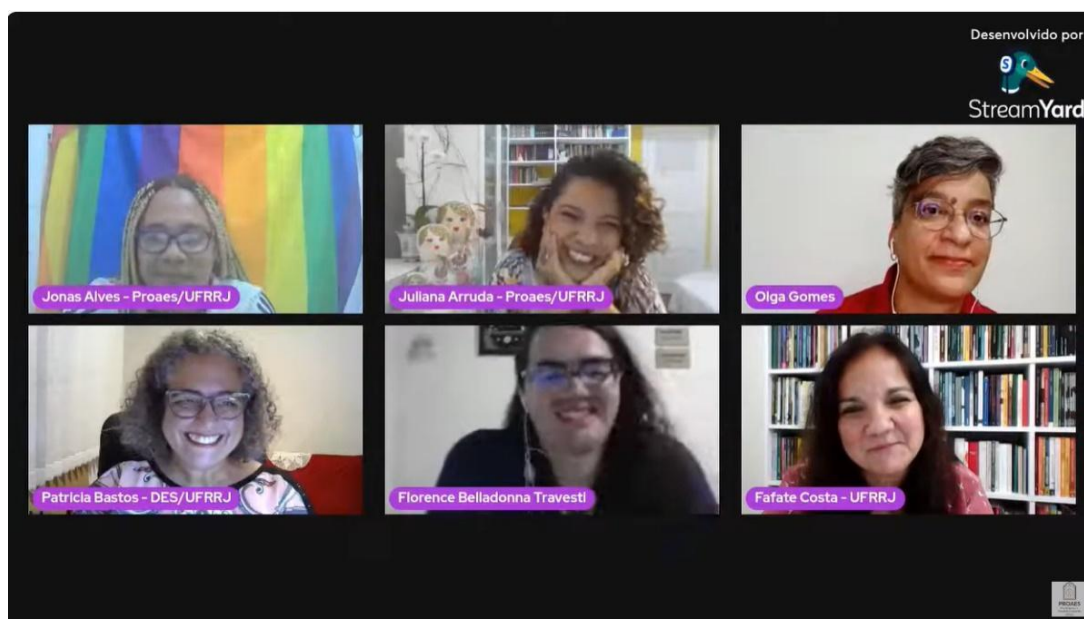 Desenvolvido por
StreamYard
Jonas Alves - Proaes/UFRRJ
Juliana Arruda - Proaes/UFRRJ
Olga Gomes
Patricia Bastos - DES/UFRRJ
Florence Belladonna Travesti
Fafate Costa - UFRRJ
PROAES